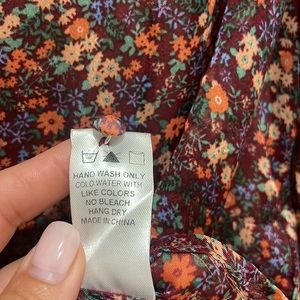 HAND WASH ONLY
COLD WATER WITH
LIKE COLORS
NO BLEACH
HANG DRY
MADE IN CHINA